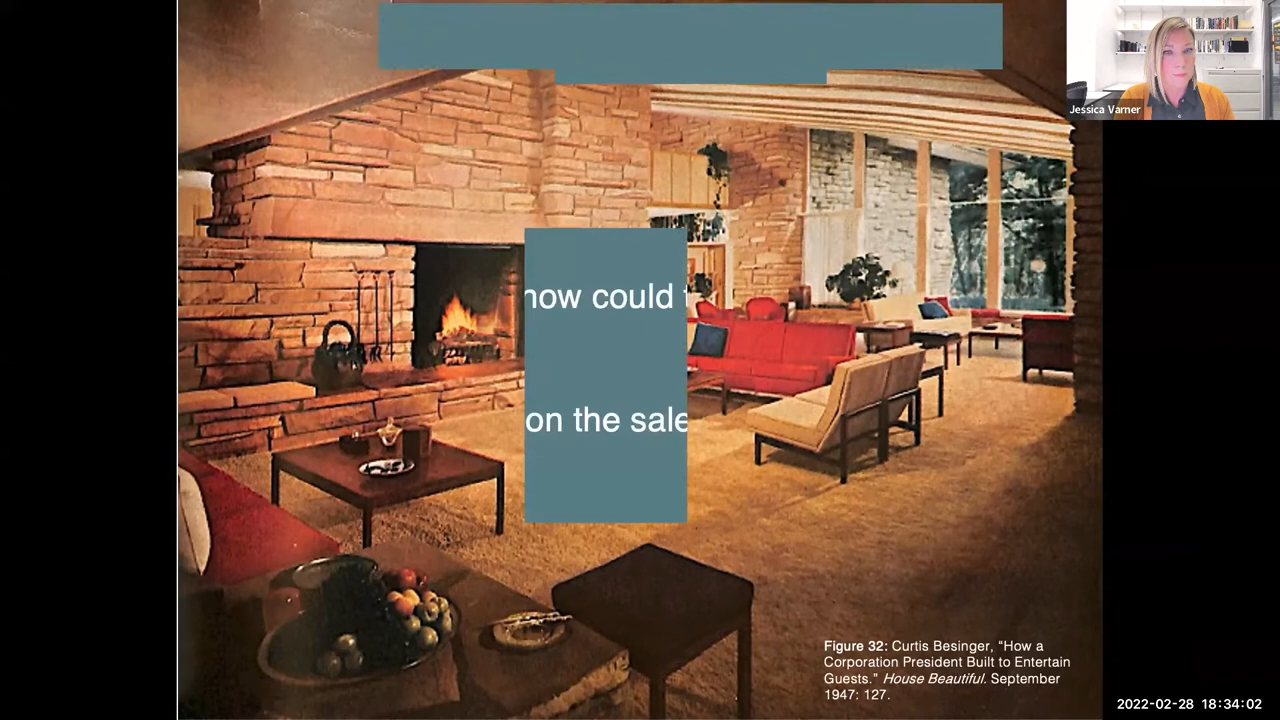 Jessica Varner
how could
on the sale
Figure 32: Curtis Besinger, “How a
Corporation President Built to Entertain
Guests.” House Beautiful. September
1947: 127.
2022-02-28 18:34:02